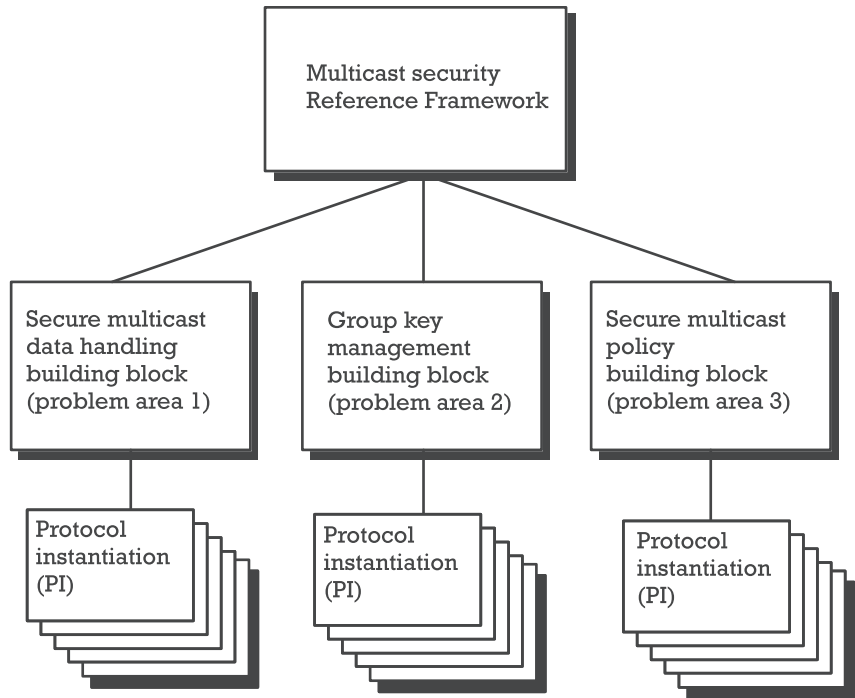 Multicast security
Reference Framework
Secure multicast
data handling
building block
(problem area 1)
Group key
management
building block
(problem area 2)
Secure multicast
policy
building block
(problem area 3)
Protocol
instantiation
(PI)
Protocol
instantiation
(PI)
Protocol
instantiation
(PI)